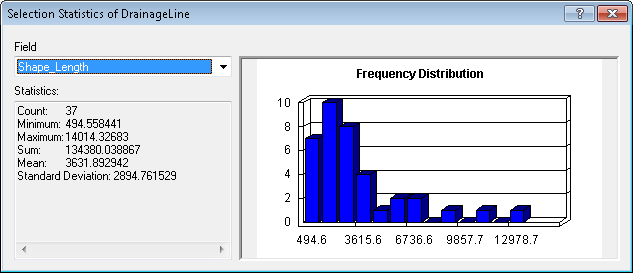 Selection Statistics of DrainageLine
Field
Shape_Length
Statistics:
Count: 37
Minimum: 494.558441
Maximum: 14014.32683
Sum: 134380.038867
Mean: 3631.892942
Standard Deviation: 2894.761529
Frequency Distribution
10
8
6
4
2
0
494.6 3615.6 6736.6 9857.7 12978.7